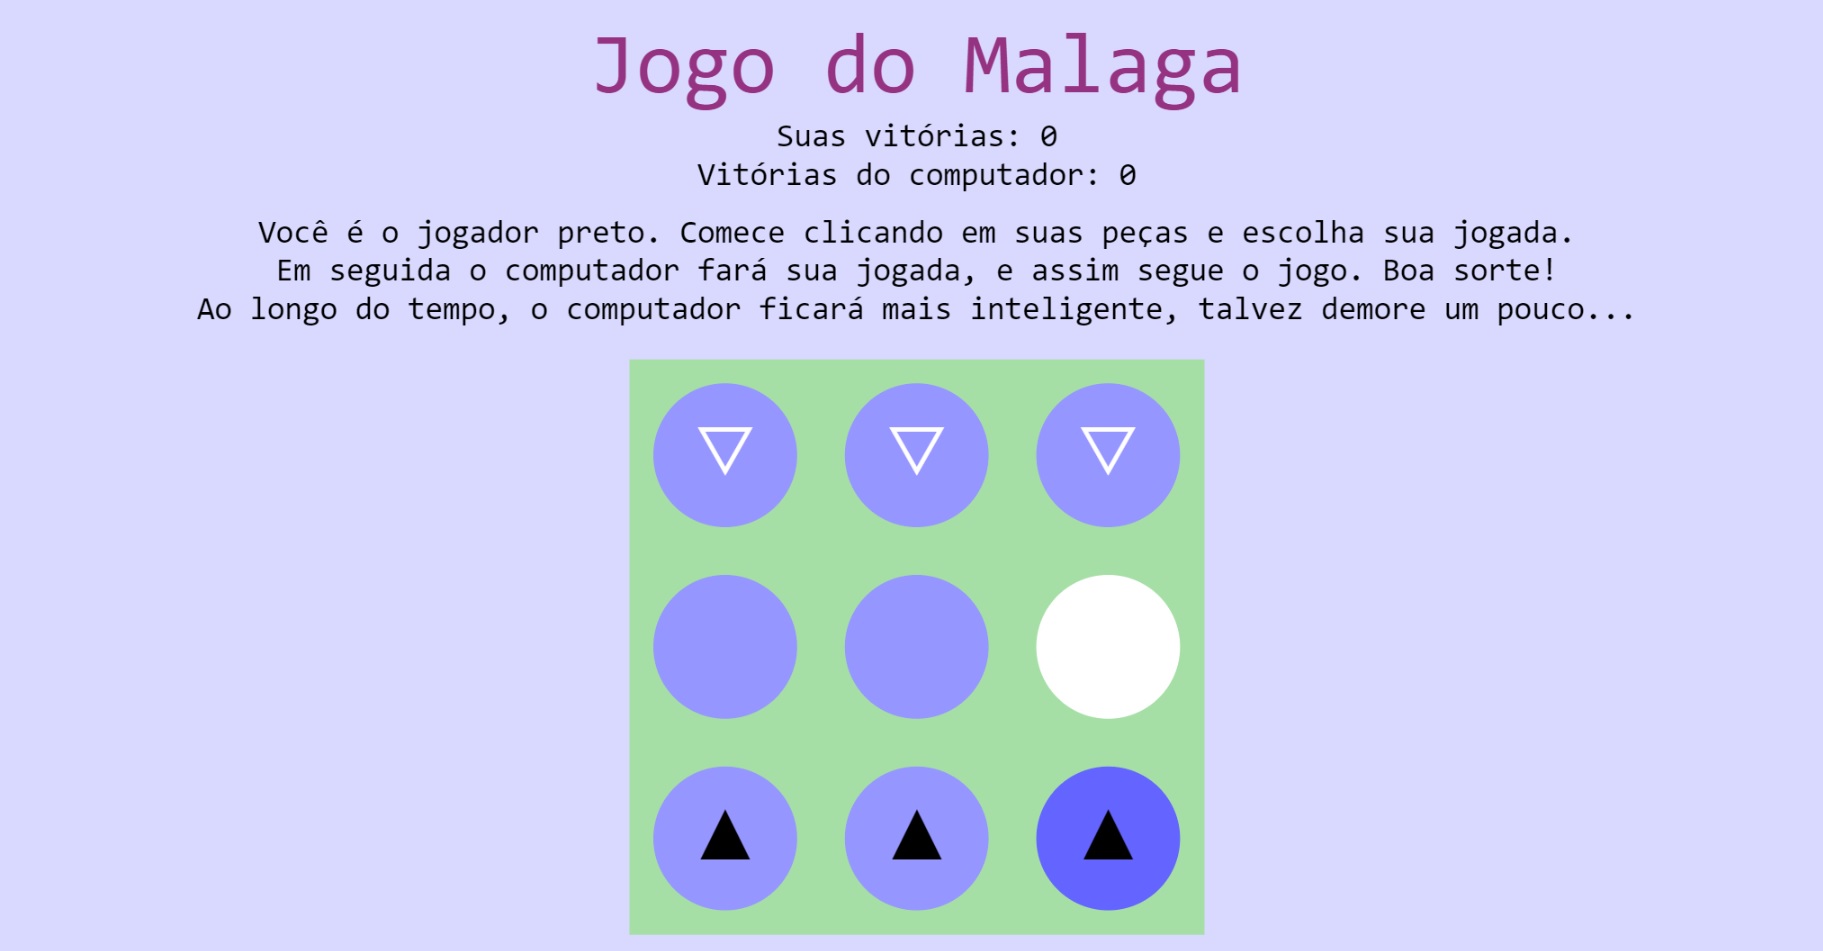 Jogo do Malaga
Suas vitórias: 0
Vitórias do computador: 0
Você é o jogador preto. Comece clicando em suas peças e escolha sua jogada.
Em seguida o computador fará sua jogada, e assim segue o jogo. Boa sorte!
Ao longo do tempo, o computador ficará mais inteligente, talvez demore um pouco...